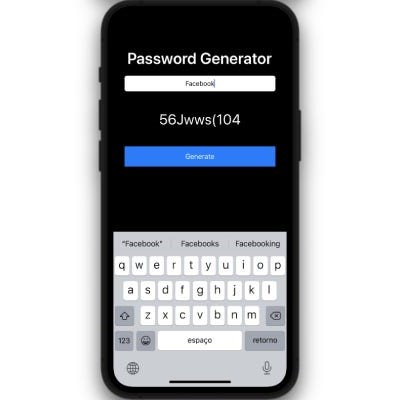 Password Generator
Facebook
56Jwws(104
Generate
"Facebook" Facebooks Facebooking
q w e r t y u i o p
a s d f g h j k l
z x c v b n m
123 espaço retorno